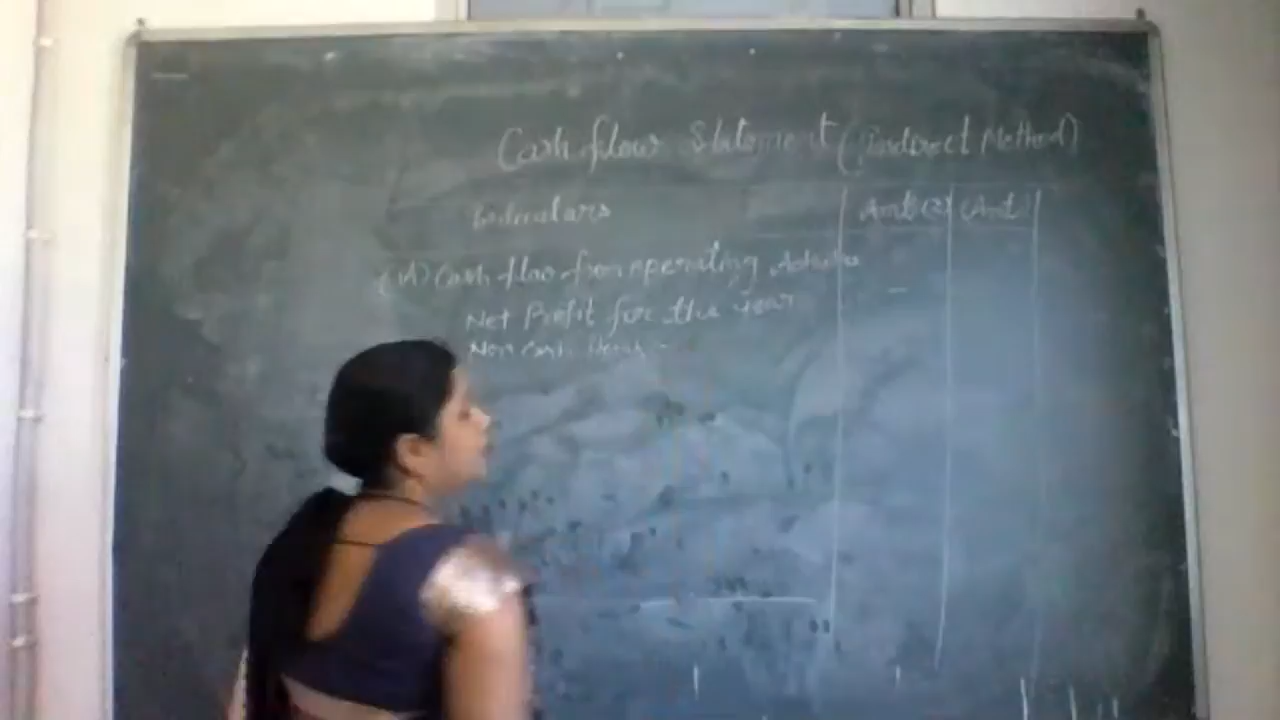 Cash flow Statement (Indirect Method)
Particulars Amt (₹) Amt
(A) Cash flow from operating Activities
Net Profit for the year
Non Cash Items -